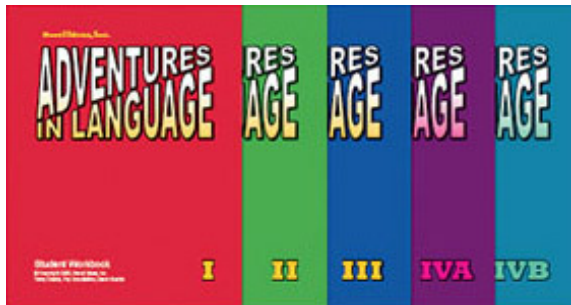 ADVENTURES
IN LANGUAGE
RES
AGE
RES
AGE
RES
AGE
RES
AGE
Student Workbook
I
II
III
IVA
IVB